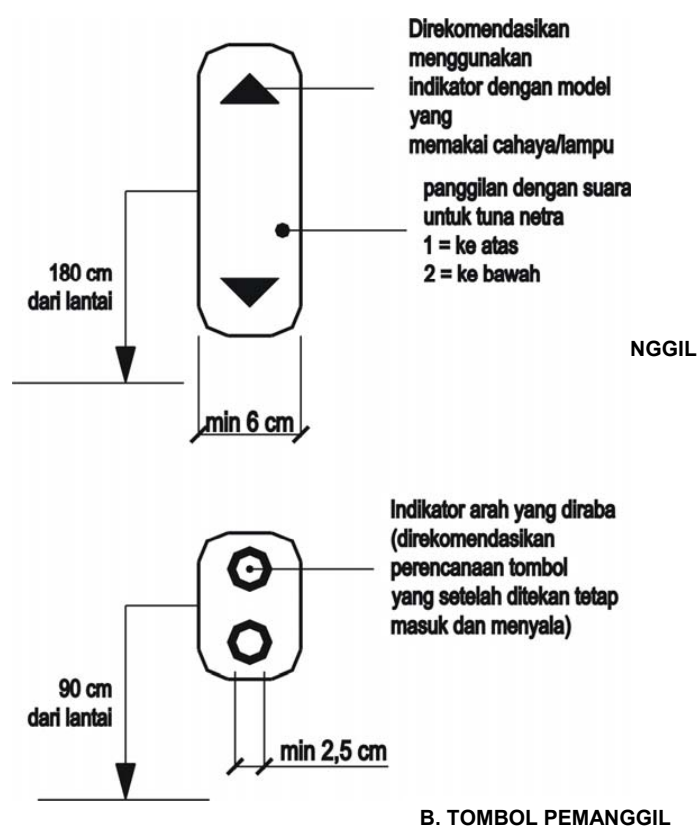 Direkomendasikan
menggunakan
indikator dengan model
yang
memakai cahaya/lampu
panggilan dengan suara
untuk tuna netra
1 = ke atas
2 = ke bawah
180 cm
dari lantai
NGGIL
min 6 cm
Indikator arah yang diraba
(direkomendasikan
perencanaan tombol
yang setelah ditekan tetap
masuk dan menyala)
90 cm
dari lantai
min 2,5 cm
B. TOMBOL PEMANGGIL